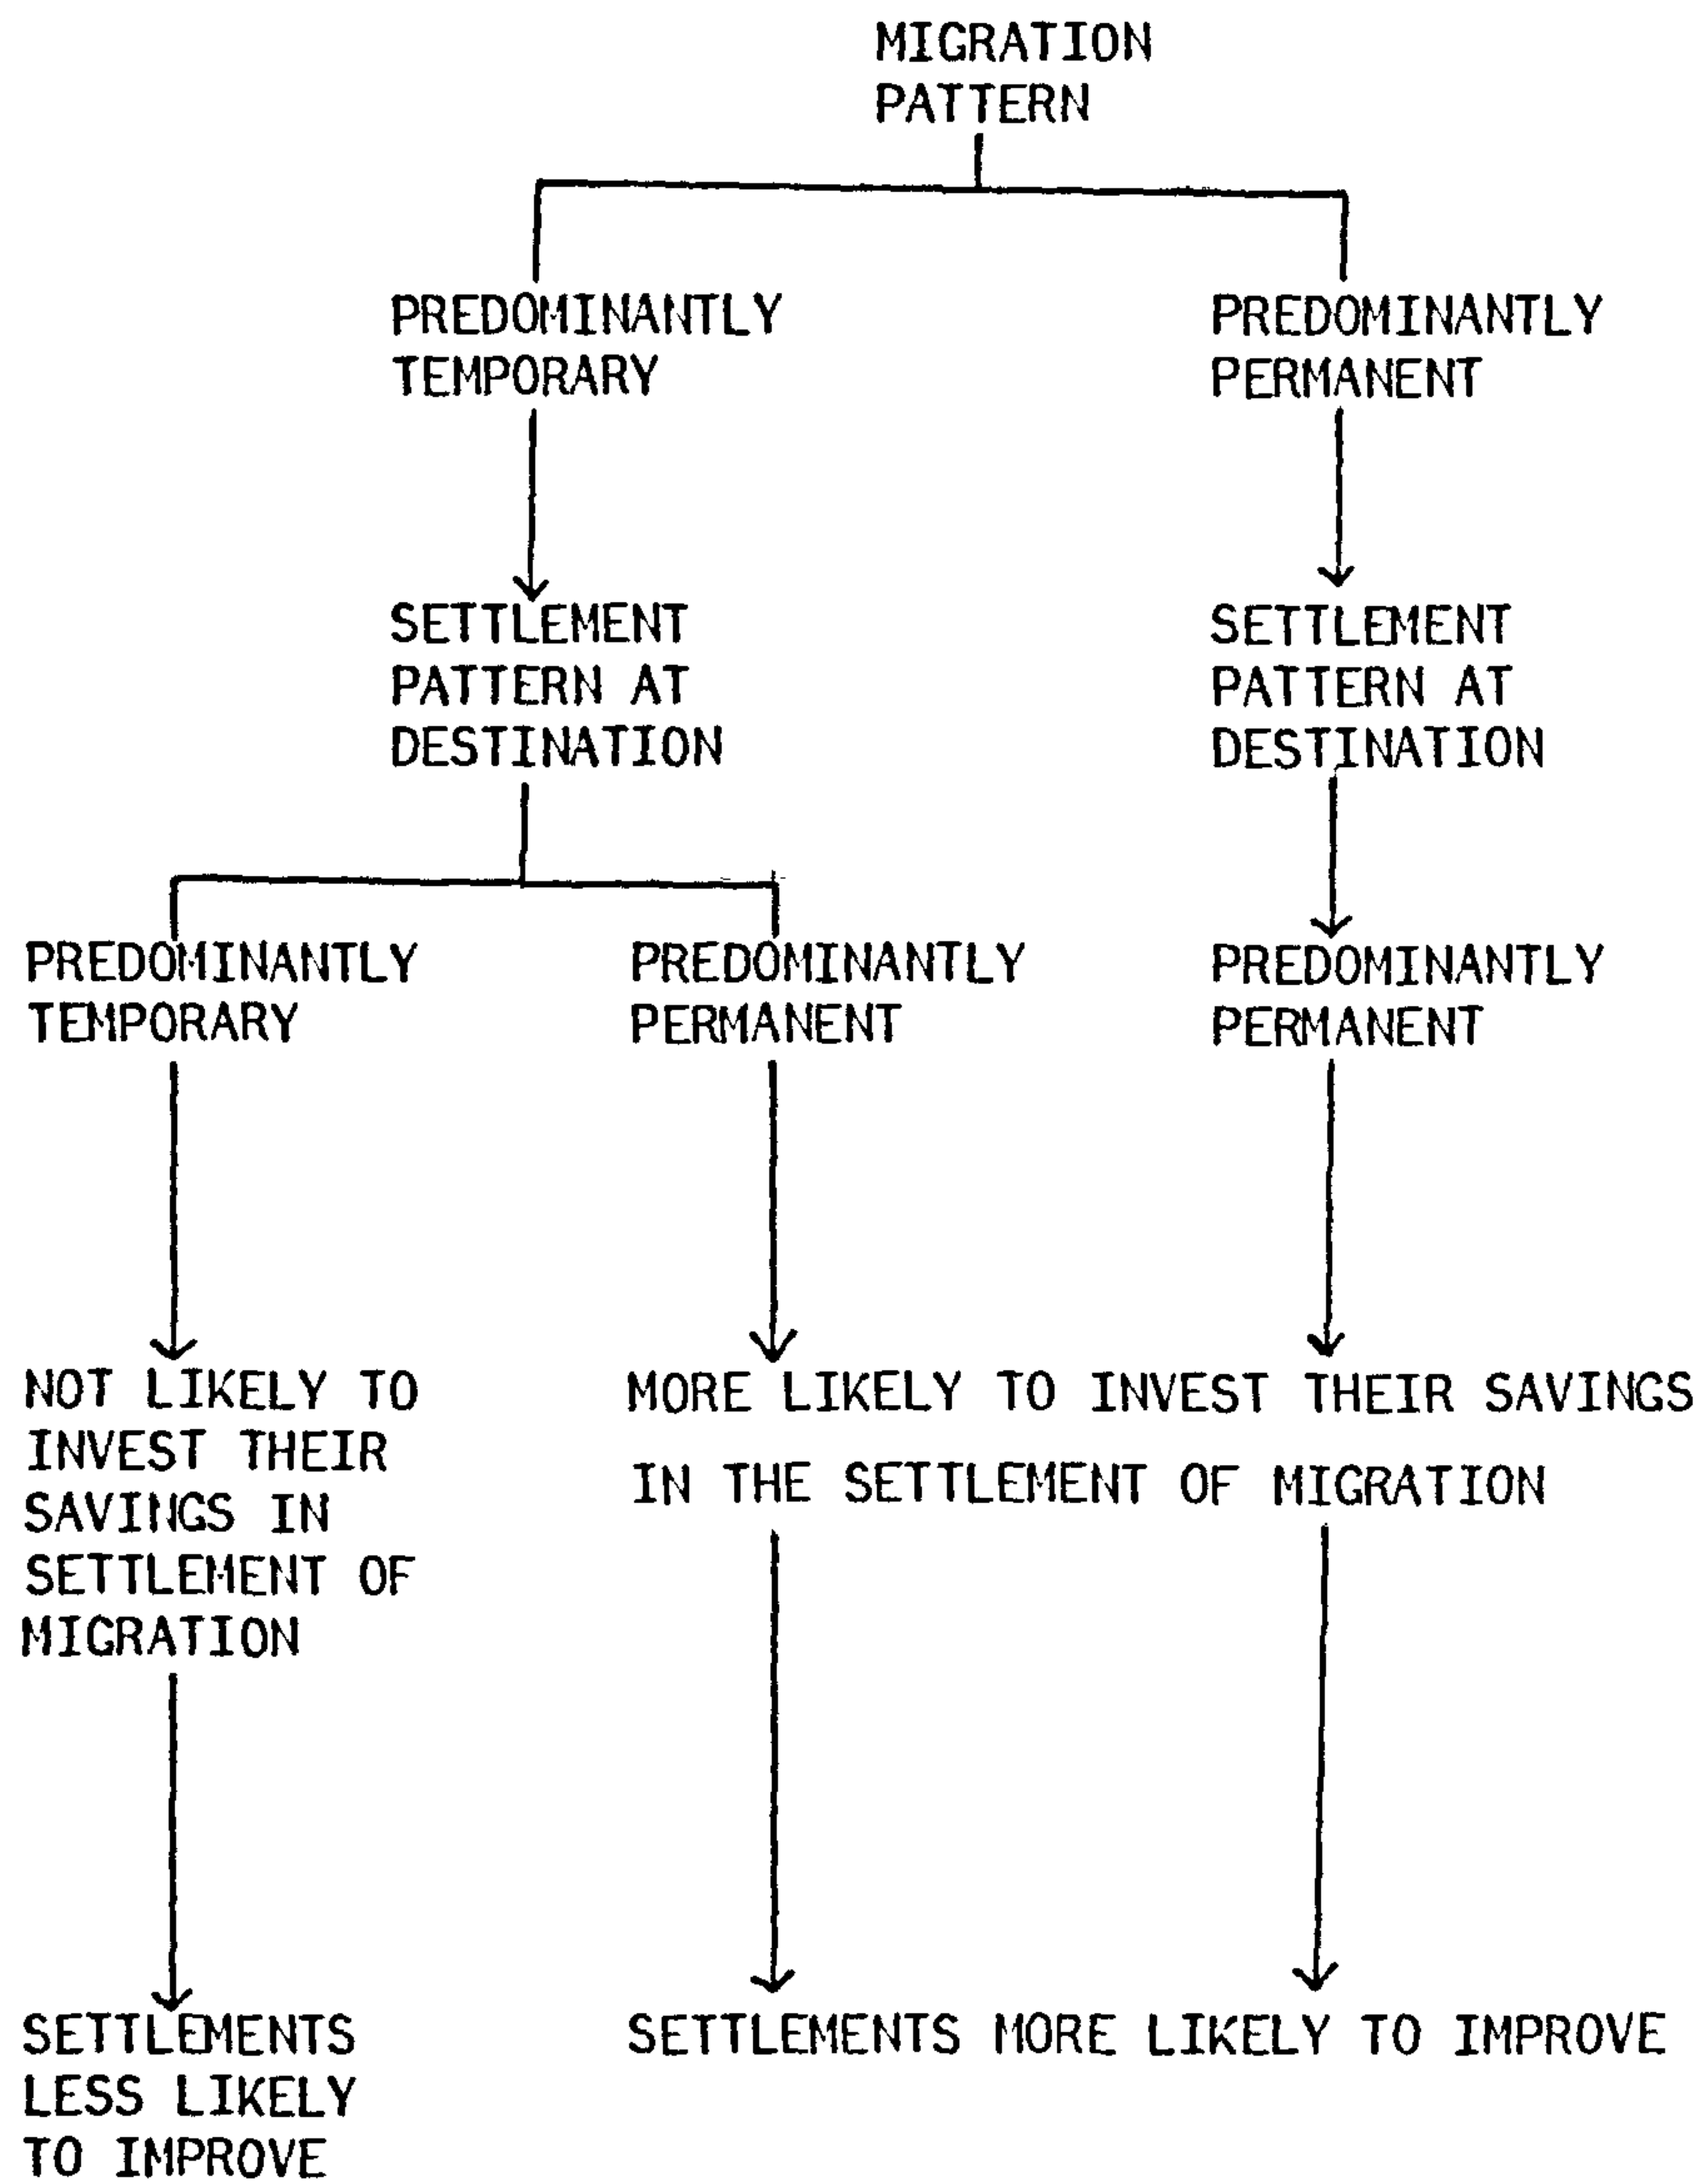 MIGRATION
PATTERN
PREDOMINANTLY
TEMPORARY
PREDOMINANTLY
PERMANENT
SETTLEMENT
PATTERN AT
DESTINATION
SETTLEMENT
PATTERN AT
DESTINATION
PREDOMINANTLY
TEMPORARY
PREDOMINANTLY
PERMANENT
PREDOMINANTLY
PERMANENT
NOT LIKELY TO
INVEST THEIR
SAVINGS IN
SETTLEMENT OF
MIGRATION
MORE LIKELY TO INVEST THEIR SAVINGS
IN THE SETTLEMENT OF MIGRATION
SETTLEMENTS
LESS LIKELY
TO IMPROVE
SETTLEMENTS MORE LIKELY TO IMPROVE